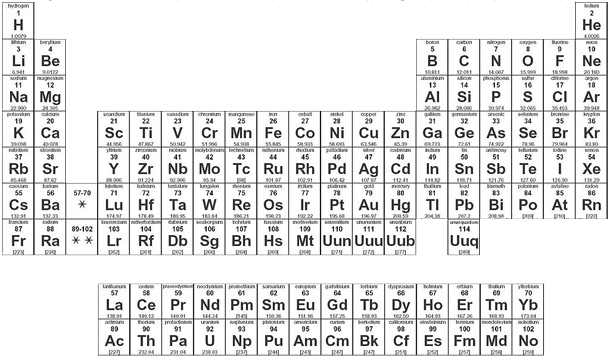 hydrogen helium
1 2
H He
1.0079 4.0026
lithium beryllium boron carbon nitrogen oxygen fluorine neon
3 4 5 6 7 8 9 10
Li Be B C N O F Ne
6.941 9.0122 10.811 12.011 14.007 15.999 18.998 20.180
sodium magnesium aluminium silicon phosphorus sulfur chlorine argon
11 12 13 14 15 16 17 18
Na Mg Al Si P S Cl Ar
22.990 24.305 26.982 28.086 30.974 32.065 35.453 39.948
potassium calcium scandium titanium vanadium chromium manganese iron cobalt nickel copper zinc gallium germanium arsenic selenium bromine krypton
19 20 21 22 23 24 25 26 27 28 29 30 31 32 33 34 35 36
K Ca Sc Ti V Cr Mn Fe Co Ni Cu Zn Ga Ge As Se Br Kr
39.098 40.078 44.956 47.867 50.942 51.996 54.938 55.845 58.933 58.693 63.546 65.39 69.723 72.61 74.922 78.96 79.904 83.80
rubidium strontium yttrium zirconium niobium molybdenum technetium ruthenium rhodium palladium silver cadmium indium tin antimony tellurium iodine xenon
37 38 39 40 41 42 43 44 45 46 47 48 49 50 51 52 53 54
Rb Sr Y Zr Nb Mo Tc Ru Rh Pd Ag Cd In Sn Sb Te I Xe
85.468 87.62 88.906 91.224 92.906 95.94 [98] 101.07 102.91 106.42 107.87 112.41 114.82 118.71 121.76 127.60 126.90 131.29
caesium barium lutetium hafnium tantalum tungsten rhenium osmium iridium platinum gold mercury thallium lead bismuth polonium astatine radon
55 56 57-70 71 72 73 74 75 76 77 78 79 80 81 82 83 84 85 86
Cs Ba * Lu Hf Ta W Re Os Ir Pt Au Hg Tl Pb Bi Po At Rn
132.91 137.33 174.97 178.49 180.95 183.84 186.21 190.23 192.22 195.08 196.97 200.59 204.38 207.2 208.98 [209] [210] [222]
francium radium lawrencium rutherfordium dubnium seaborgium bohrium hassium meitnerium ununnilium unununium ununbium ununquadium
87 88 89-102 103 104 105 106 107 108 109 110 111 112 114
Fr Ra ** Lr Rf Db Sg Bh Hs Mt Uun Uuu Uub Uuq
[223] [226] [262] [261] [262] [266] [264] [269] [268] [271] [272] [277] [289]
lanthanum cerium praseodymium neodymium promethium samarium europium gadolinium terbium dysprosium holmium erbium thulium ytterbium
57 58 59 60 61 62 63 64 65 66 67 68 69 70
La Ce Pr Nd Pm Sm Eu Gd Tb Dy Ho Er Tm Yb
138.91 140.12 140.91 144.24 [145] 150.36 151.96 157.25 158.93 162.50 164.93 167.26 168.93 173.04
actinium thorium protactinium uranium neptunium plutonium americium curium berkelium californium einsteinium fermium mendelevium nobelium
89 90 91 92 93 94 95 96 97 98 99 100 101 102
Ac Th Pa U Np Pu Am Cm Bk Cf Es Fm Md No
[227] 232.04 231.04 238.03 [237] [244] [243] [247] [247] [251] [252] [257] [258] [259]